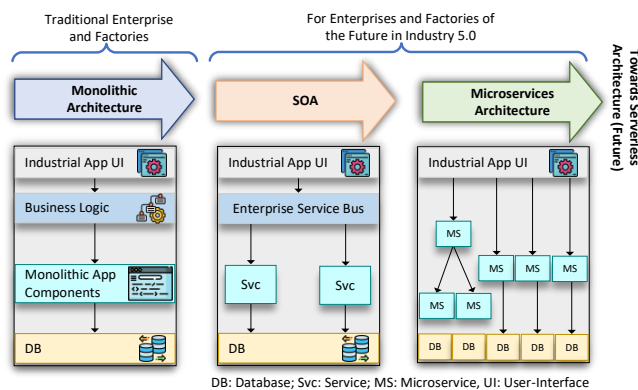 Traditional Enterprise
and Factories
For Enterprises and Factories of
the Future in Industry 5.0
Monolithic
Architecture
SOA
Microservices
Architecture
Towards Serverless
Architecture (Future)
Industrial App UI
Business Logic
Monolithic App
Components
DB
Industrial App UI
Enterprise Service Bus
Svc
Svc
DB
Industrial App UI
MS
MS
MS
MS
MS
MS
DB
DB
DB
DB
DB
DB: Database; Svc: Service; MS: Microservice, UI: User-Interface